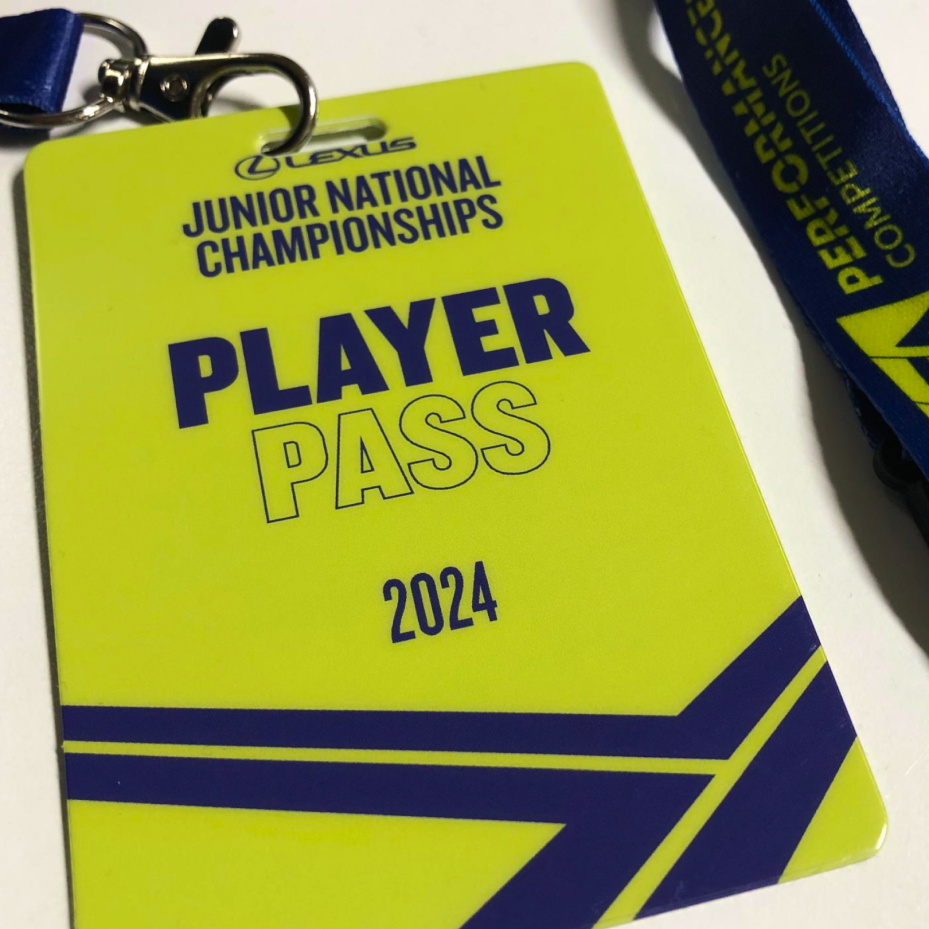 LEXUS
JUNIOR NATIONAL
CHAMPIONSHIPS
PLAYER
PASS
2024
PERFORMANCE
COMPETITIONS